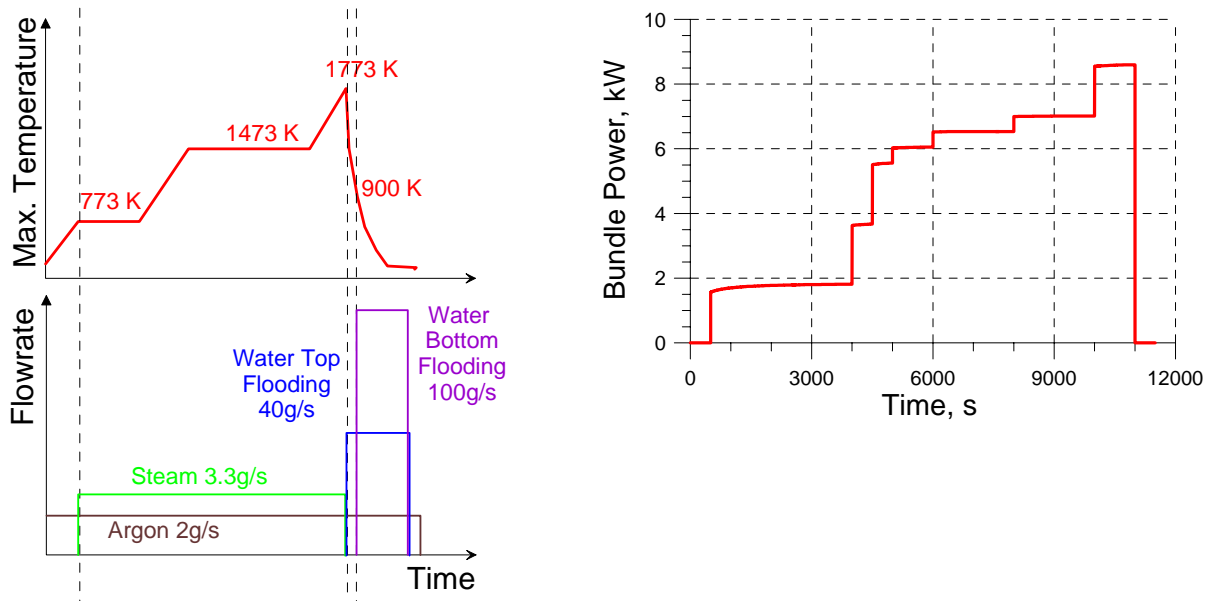 Max. Temperature
1773 K
1473 K
773 K
900 K
Flowrate
Water Top
Flooding
40g/s
Water
Bottom
Flooding
100g/s
Steam 3.3g/s
Argon 2g/s
Time
Bundle Power, kW
10
8
6
4
2
0
0
3000
6000
9000
12000
Time, s